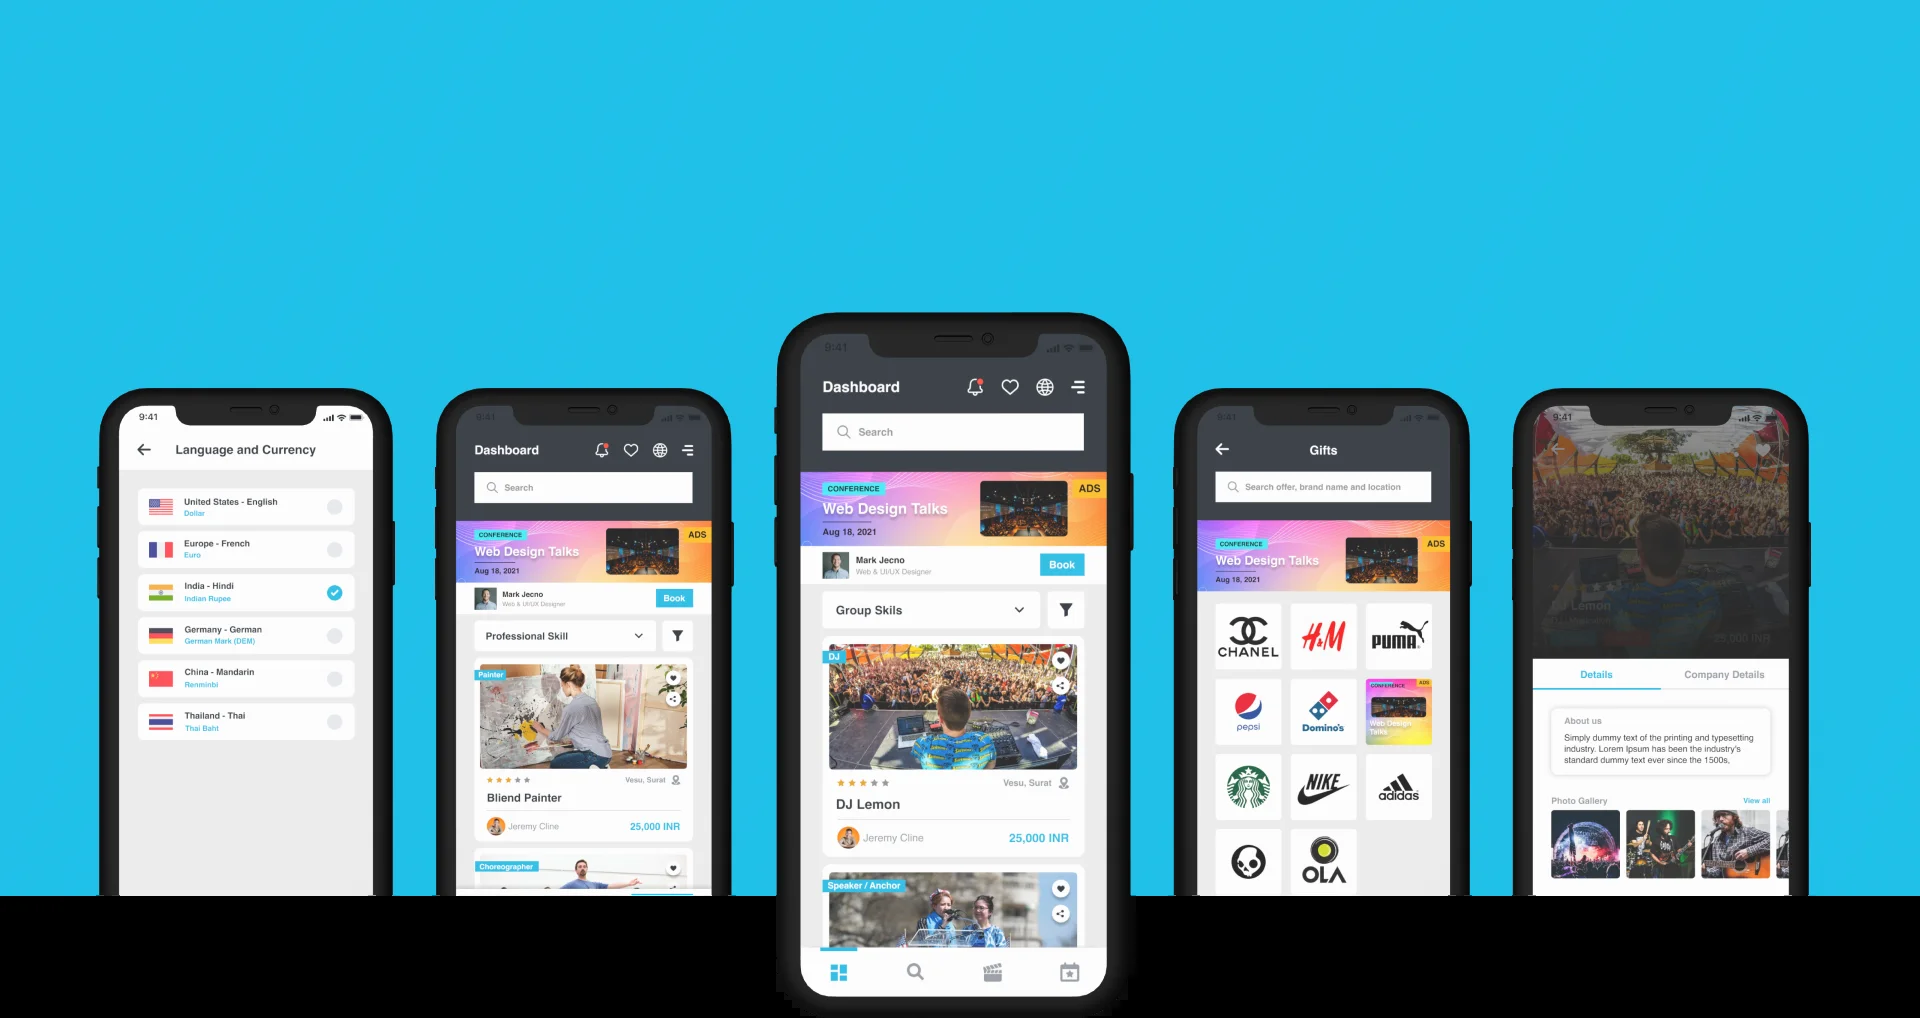 9:41
Language and Currency
United States - English
Dollar
Europe - French
Euro
India - Hindi
Indian Rupee
Germany - German
German Mark (DEM)
China - Mandarin
Renminbi
Thailand - Thai
Thai Baht
9:41
Dashboard
Search
CONFERENCE
ADS
Web Design Talks
Aug 18, 2021
Mark Jecno
Web & UI/UX Designer
Book
Professional Skill
Painter
Vesu, Surat
Bliend Painter
Jeremy Cline
25,000 INR
Choreographer
9:41
Dashboard
Search
CONFERENCE
ADS
Web Design Talks
Aug 18, 2021
Mark Jecno
Web & UI/UX Designer
Book
Group Skils
DJ
Vesu, Surat
DJ Lemon
Jeremy Cline
25,000 INR
Speaker / Anchor
9:41
Gifts
Search offer, brand name and location
CONFERENCE
ADS
Web Design Talks
Aug 18, 2021
CHANEL
H&M
PUMA
pepsi
Domino's
CONFERENCE
ADS
Web Design
Talks
NIKE
adidas
OLA
9:41
DJ Lemon
25,000 INR
Details
Company Details
About us
Simply dummy text of the printing and typesetting
industry. Lorem Ipsum has been the industry's
standard dummy text ever since the 1500s,
Photo Gallery
View all